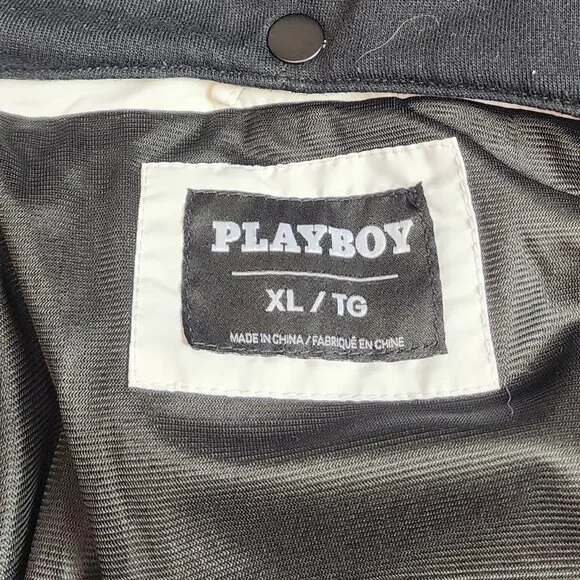 PLAYBOY
XL / TG
MADE IN CHINA / FABRIQUÉ EN CHINE